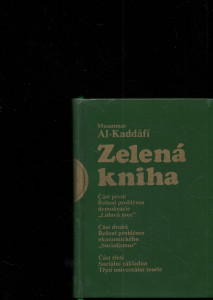 Muammar
Al-Kaddáfí
Zelená
kniha
Část první
Řešení problému
demokracie
„Lidová moc"
Část druhá
Řešení problému
ekonomického
„Socialismus"
Část třetí
Sociální základna
Třetí univerzální teorie